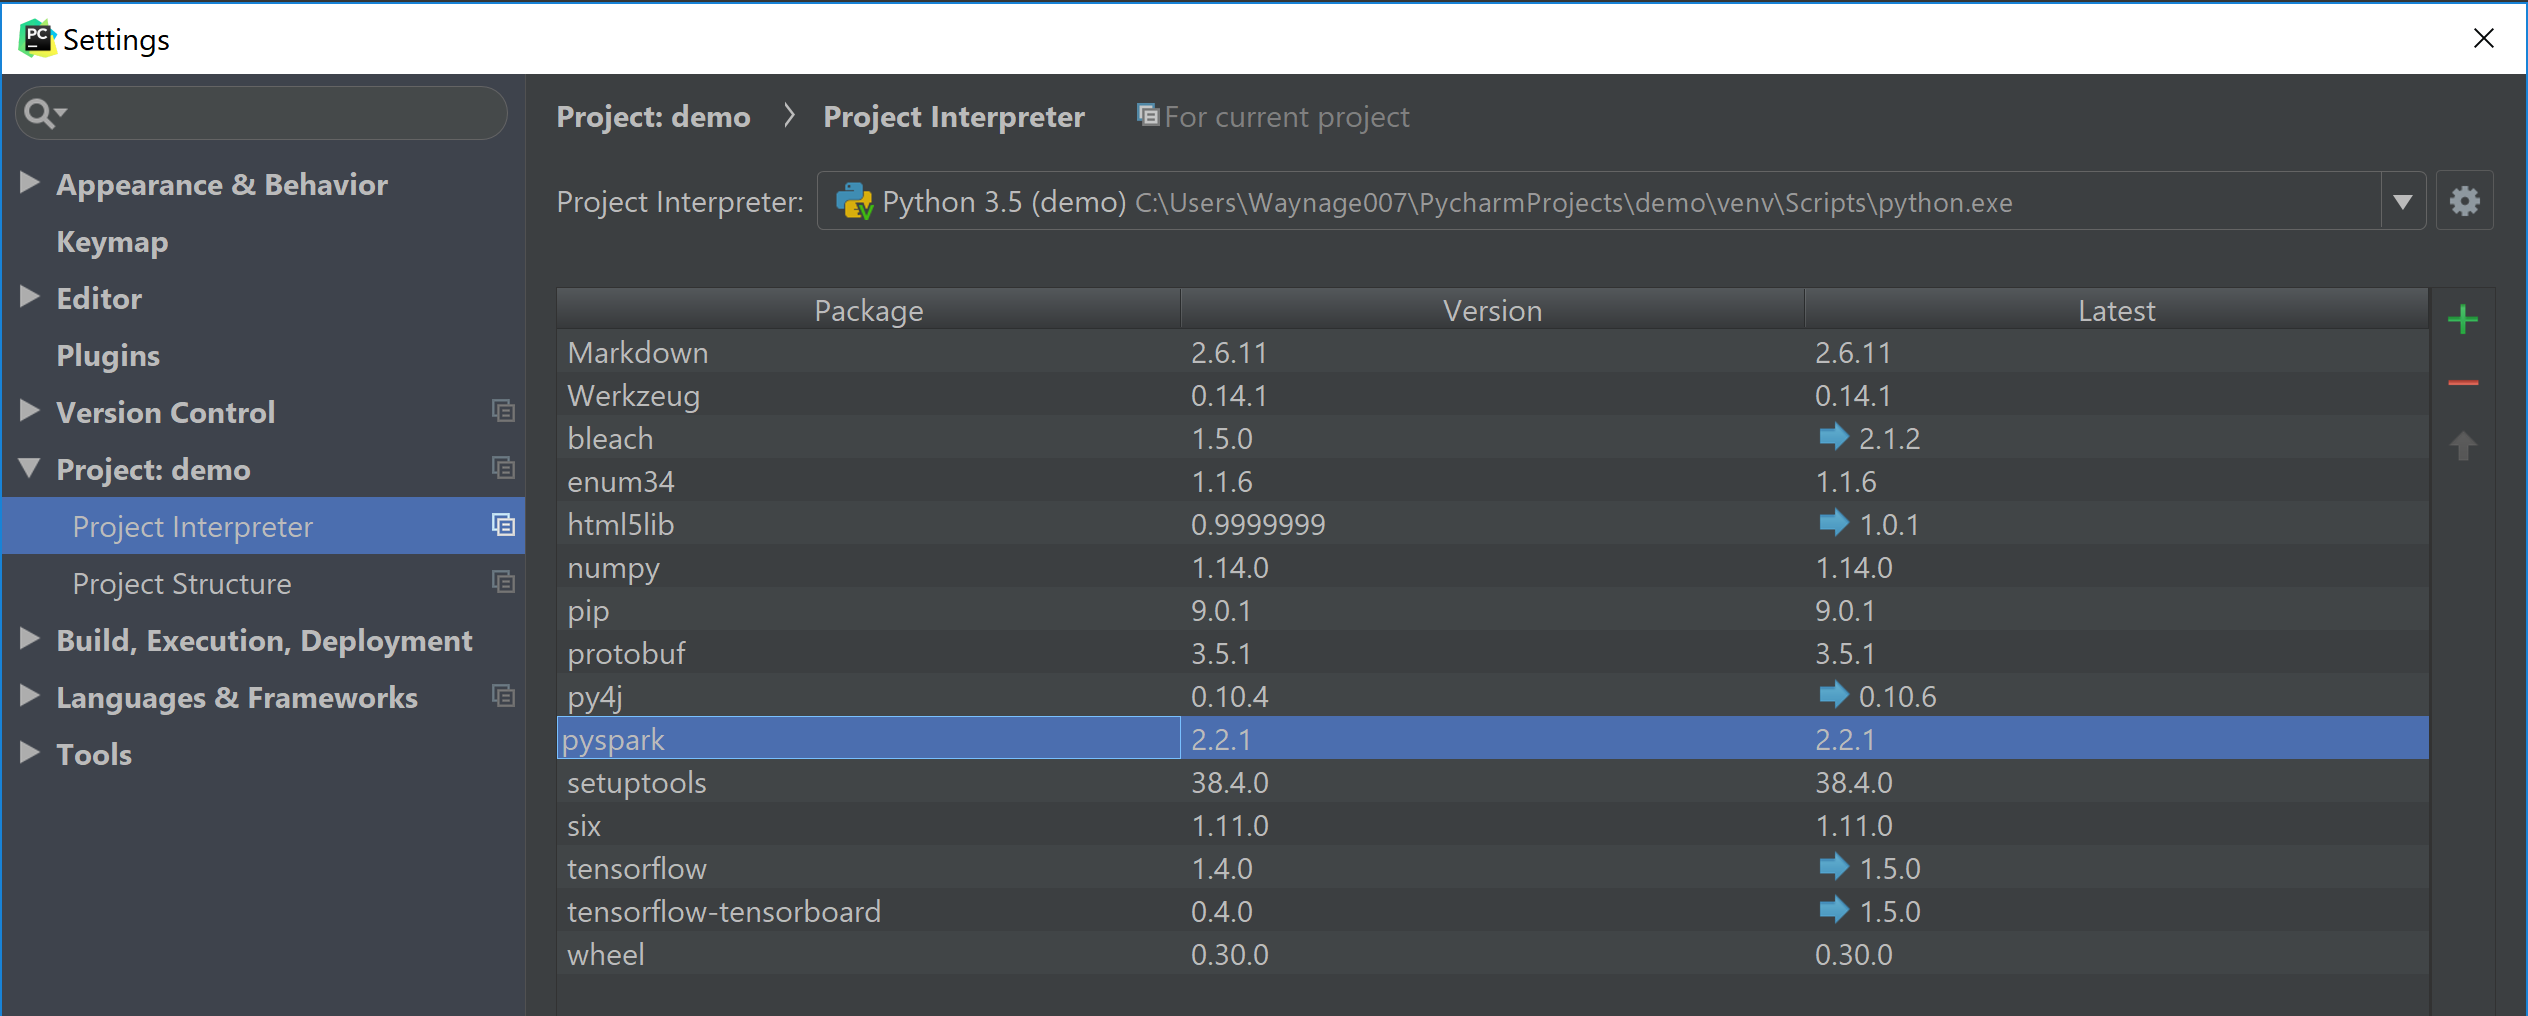 PC Settings
Appearance & Behavior
Keymap
Editor
Plugins
Version Control
Project: demo
Project Interpreter
Project Structure
Build, Execution, Deployment
Languages & Frameworks
Tools
Project: demo Project Interpreter For current project
Project Interpreter: Python 3.5 (demo) C:\Users\Waynage007\PycharmProjects\demo\venv\Scripts\python.exe
Package Version Latest
Markdown 2.6.11 2.6.11
Werkzeug 0.14.1 0.14.1
bleach 1.5.0 2.1.2
enum34 1.1.6 1.1.6
html5lib 0.9999999 1.0.1
numpy 1.14.0 1.14.0
pip 9.0.1 9.0.1
protobuf 3.5.1 3.5.1
py4j 0.10.4 0.10.6
pyspark 2.2.1 2.2.1
setuptools 38.4.0 38.4.0
six 1.11.0 1.11.0
tensorflow 1.4.0 1.5.0
tensorflow-tensorboard 0.4.0 1.5.0
wheel 0.30.0 0.30.0